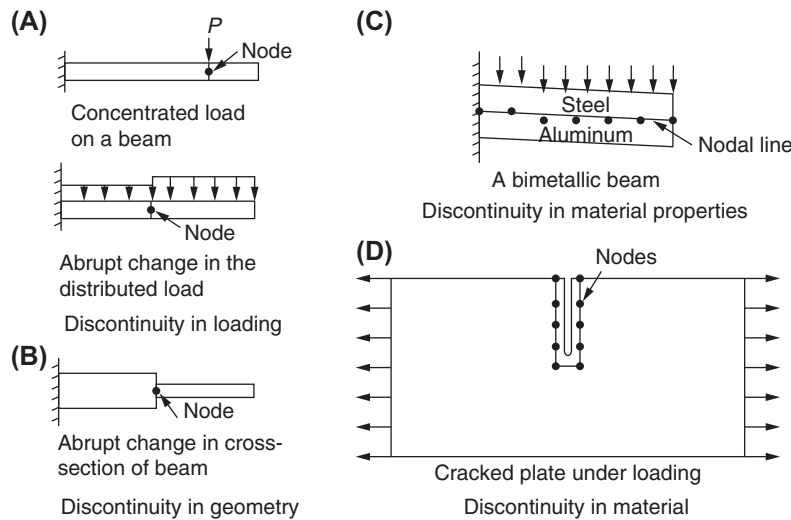 (A)
P
Node
Concentrated load
on a beam
Node
Abrupt change in the
distributed load
Discontinuity in loading
(B)
Node
Abrupt change in cross-
section of beam
Discontinuity in geometry
(C)
Steel
Aluminum
Nodal line
A bimetallic beam
Discontinuity in material properties
(D)
Nodes
Cracked plate under loading
Discontinuity in material